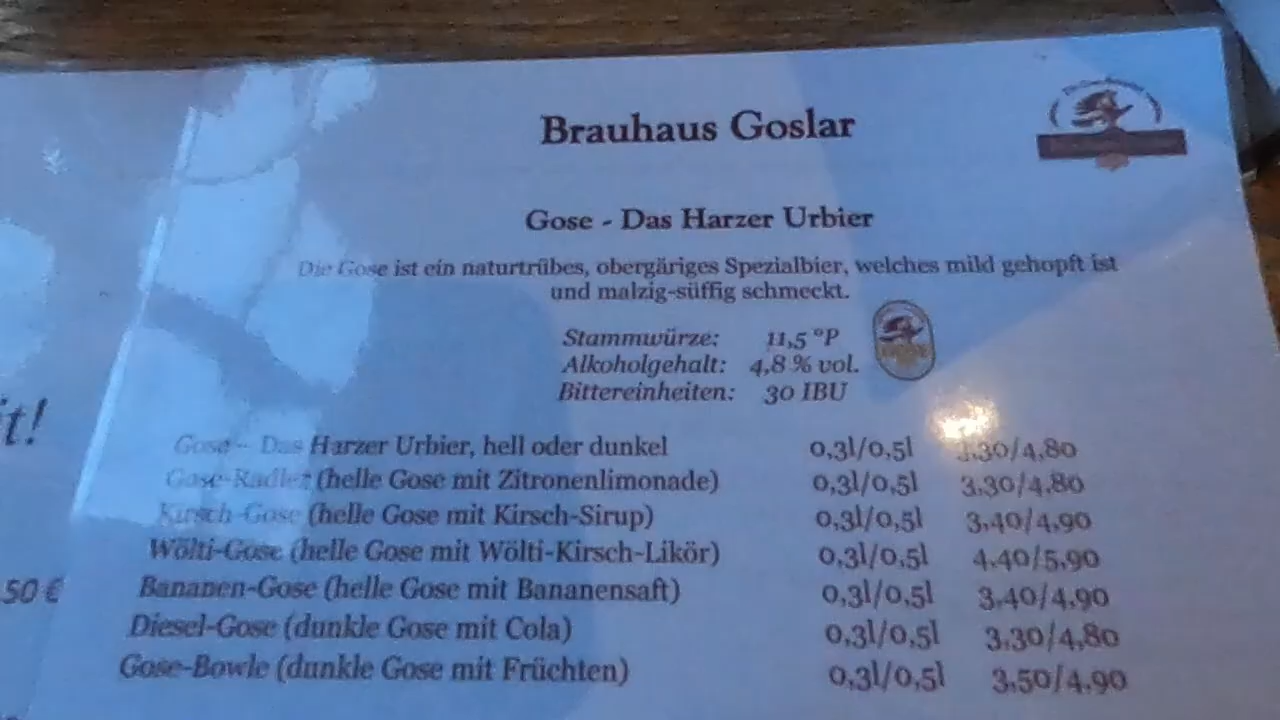 Brauhaus Goslar
Gose - Das Harzer Urbier
Die Gose ist ein naturtrübes, obergäriges Spezialbier, welches mild gehopft ist
und malzig-süffig schmeckt.
Stammwürze: 11,5 °P
Alkoholgehalt: 4,8 % vol.
Bittereinheiten: 30 IBU
it!
Gose - Das Harzer Urbier, hell oder dunkel 0,3l/0,5l 3,30/4,80
Gose-Radler (helle Gose mit Zitronenlimonade) 0,3l/0,5l 3,30/4,80
Kirsch-Gose (helle Gose mit Kirsch-Sirup) 0,3l/0,5l 3,40/4,90
Wölti-Gose (helle Gose mit Wölti-Kirsch-Likör) 0,3l/0,5l 4,40/5,90
50 €
Bananen-Gose (helle Gose mit Bananensaft) 0,3l/0,5l 3,40/4,90
Diesel-Gose (dunkle Gose mit Cola) 0,3l/0,5l 3,30/4,80
Gose-Bowle (dunkle Gose mit Früchten) 0,3l/0,5l 3,50/4,90